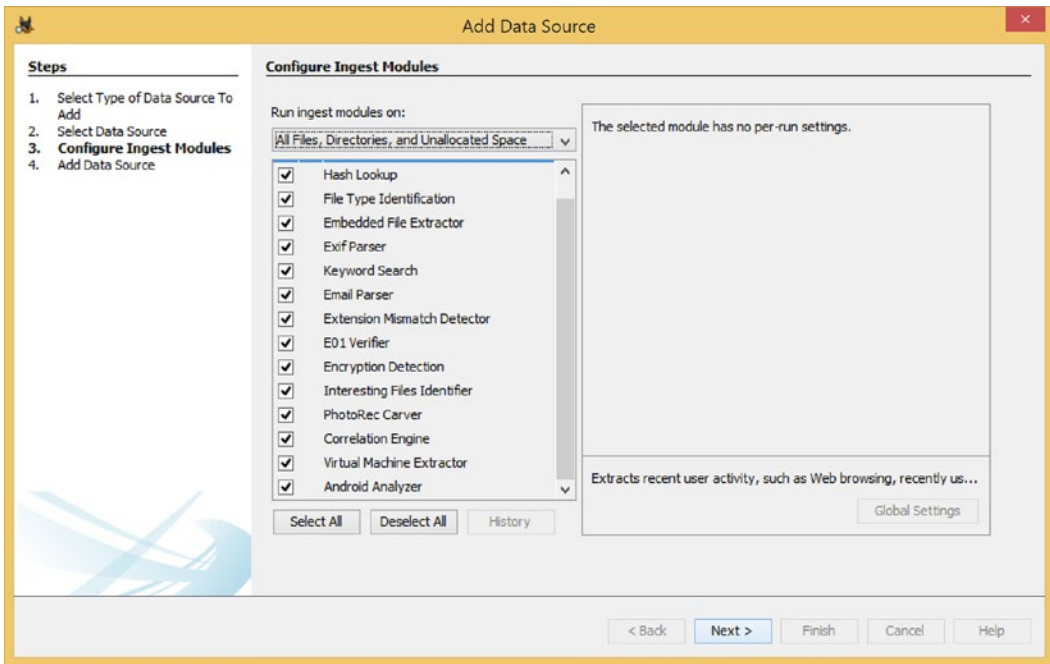 Add Data Source
Steps
1. Select Type of Data Source To
Add
2. Select Data Source
3. Configure Ingest Modules
4. Add Data Source
Configure Ingest Modules
Run ingest modules on:
All Files, Directories, and Unallocated Space
Hash Lookup
File Type Identification
Embedded File Extractor
Exif Parser
Keyword Search
Email Parser
Extension Mismatch Detector
E01 Verifier
Encryption Detection
Interesting Files Identifier
PhotoRec Carver
Correlation Engine
Virtual Machine Extractor
Android Analyzer
Select All
Deselect All
History
The selected module has no per-run settings.
Extracts recent user activity, such as Web browsing, recently us...
Global Settings
< Back
Next >
Finish
Cancel
Help